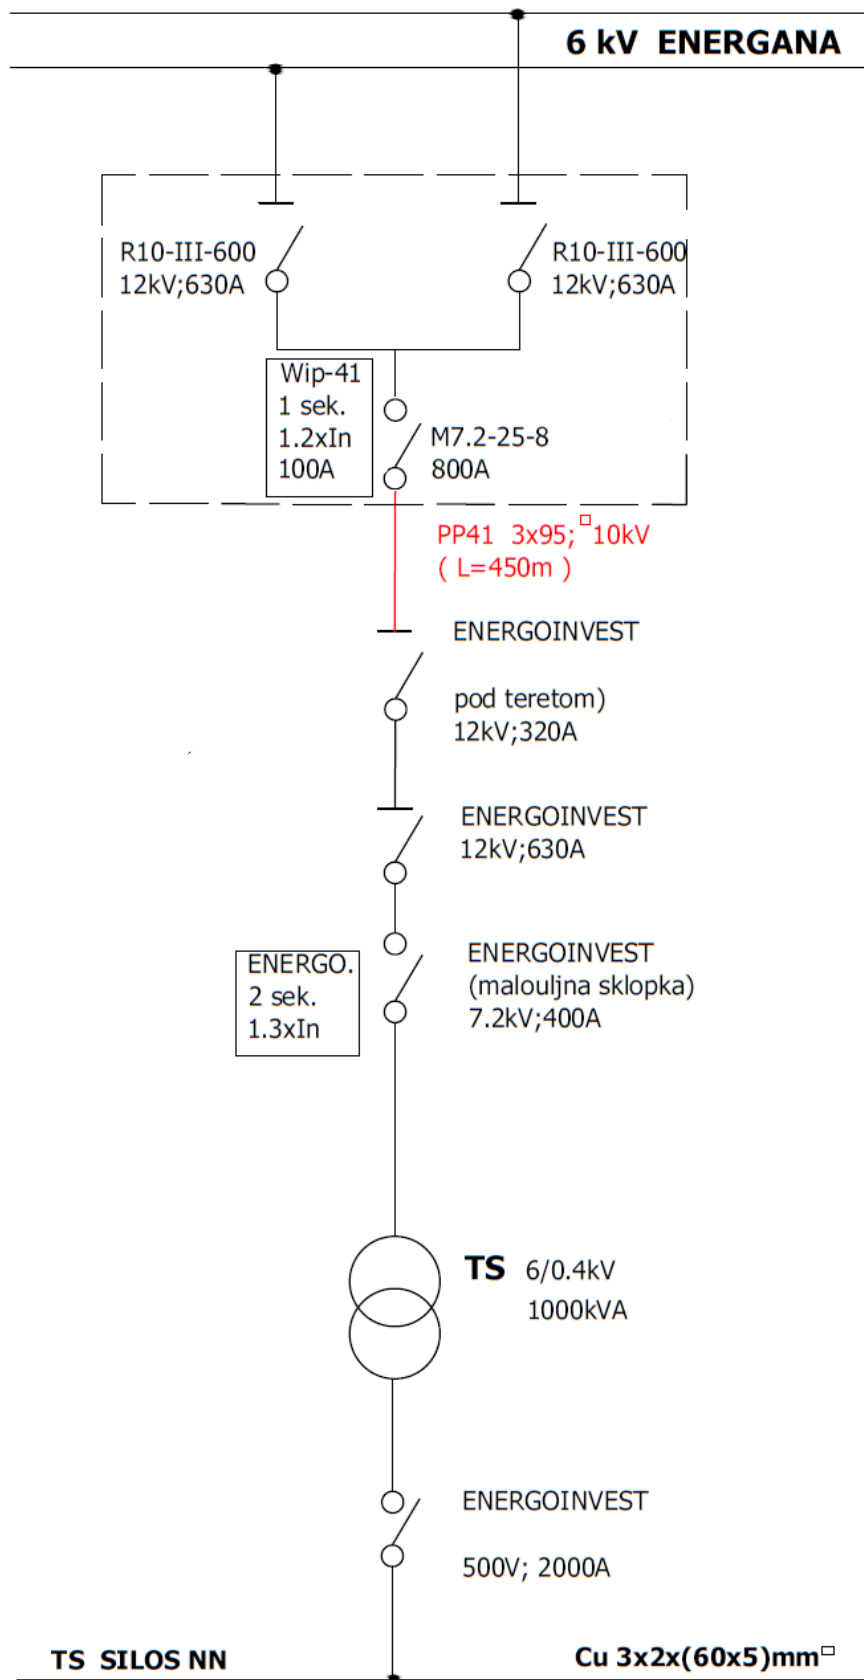 6 kV ENERGANA
R10-III-600
12kV;630A
R10-III-600
12kV;630A
Wip-41
1 sek.
1.2xIn
100A
M7.2-25-8
800A
PP41 3x95; □10kV
( L=450m )
ENERGOINVEST
pod teretom)
12kV;320A
ENERGOINVEST
12kV;630A
ENERGO.
2 sek.
1.3xIn
ENERGOINVEST
(malouljna sklopka)
7.2kV;400A
TS 6/0.4kV
1000kVA
ENERGOINVEST
500V; 2000A
TS SILOS NN
Cu 3x2x(60x5)mm□